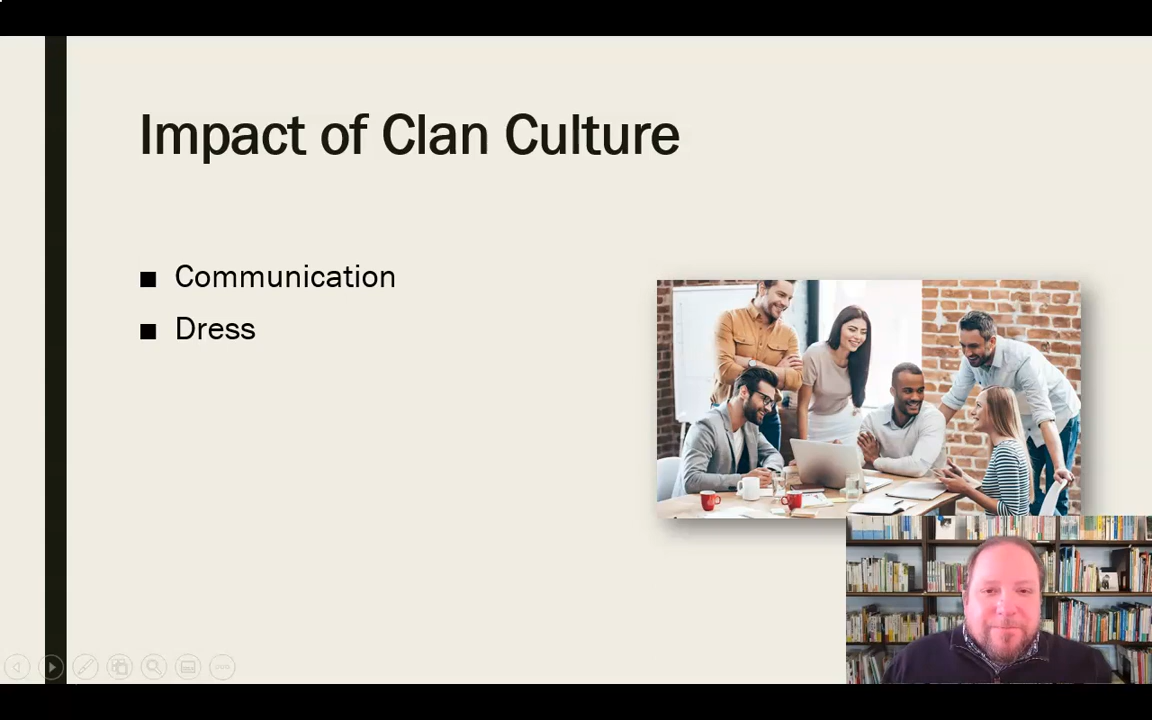 Impact of Clan Culture
■ Communication
■ Dress